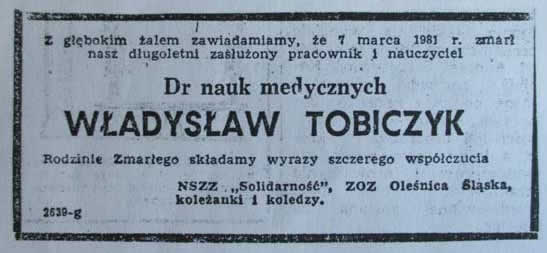 Z głębokim żalem zawiadamiamy, że 7 marca 1981 r. zmarł
nasz długoletni zasłużony pracownik i nauczyciel
Dr nauk medycznych
WŁADYSŁAW TOBICZYK
Rodzinie Zmarłego składamy wyrazy szczerego współczucia
NSZZ „Solidarność”, ZOZ Oleśnica Śląska,
koleżanki i koledzy.
2639-g